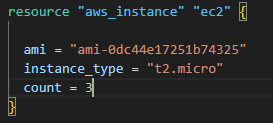 resource "aws_instance" "ec2" {
ami = "ami-0dc44e17251b74325"
instance_type = "t2.micro"
count = 3
}